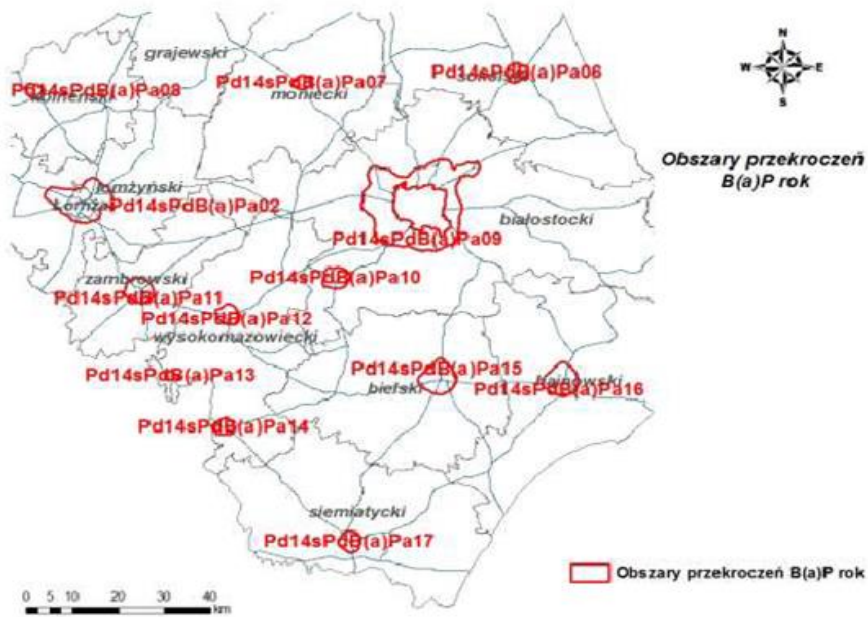 N
W E
S
grajewski
Pd14sPdB(a)Pa06
Pd14sPdB(a)Pa07
Pd14sPdB(a)Pa08
moniecki
Obszary przekroczeń
B(a)P rok
łomżyński
Łomża
Pd14sPdB(a)Pa02
białostocki
Pd14sPdB(a)Pa09
zambrowski
Pd14sPdB(a)Pa10
Pd14sPdB(a)Pa11
Pd14sPdB(a)Pa12
wysokomazowiecki
Pd14sPdB(a)Pa13
Pd14sPdB(a)Pa15
bielski
hajnowski
Pd14sPdB(a)Pa16
Pd14sPdB(a)Pa14
siemiatycki
Pd14sPdB(a)Pa17
Obszary przekroczeń B(a)P rok
0 5 10 20 30 40
km